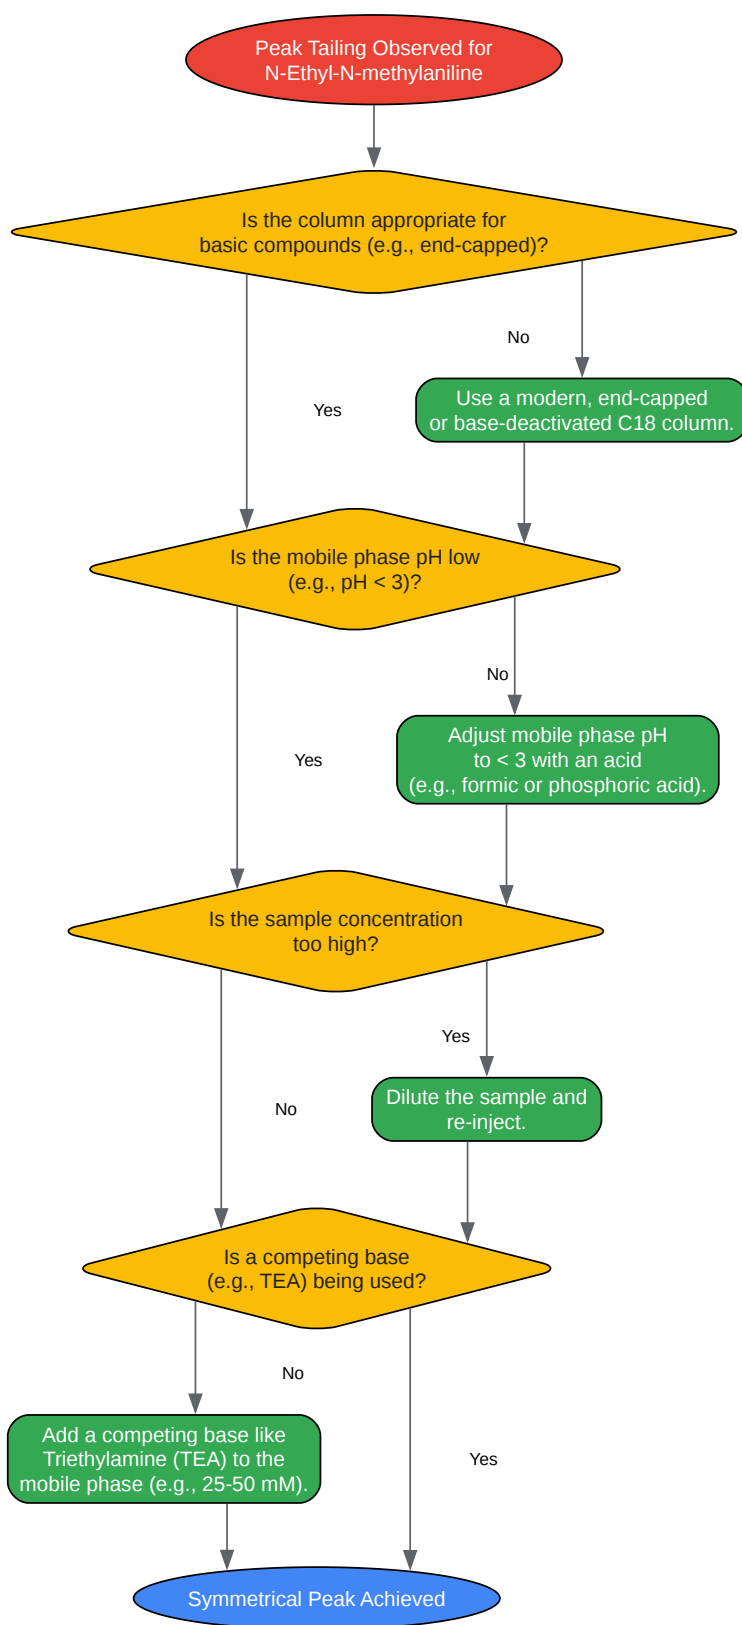 Peak Tailing Observed for
N-Ethyl-N-methylaniline
Is the column appropriate for
basic compounds (e.g., end-capped)?
No
Yes
Use a modern, end-capped
or base-deactivated C18 column.
Is the mobile phase pH low
(e.g., pH < 3)?
No
Yes
Adjust mobile phase pH
to < 3 with an acid
(e.g., formic or phosphoric acid).
Is the sample concentration
too high?
Yes
No
Dilute the sample and
re-inject.
Is a competing base
(e.g., TEA) being used?
No
Yes
Add a competing base like
Triethylamine (TEA) to the
mobile phase (e.g., 25-50 mM).
Symmetrical Peak Achieved